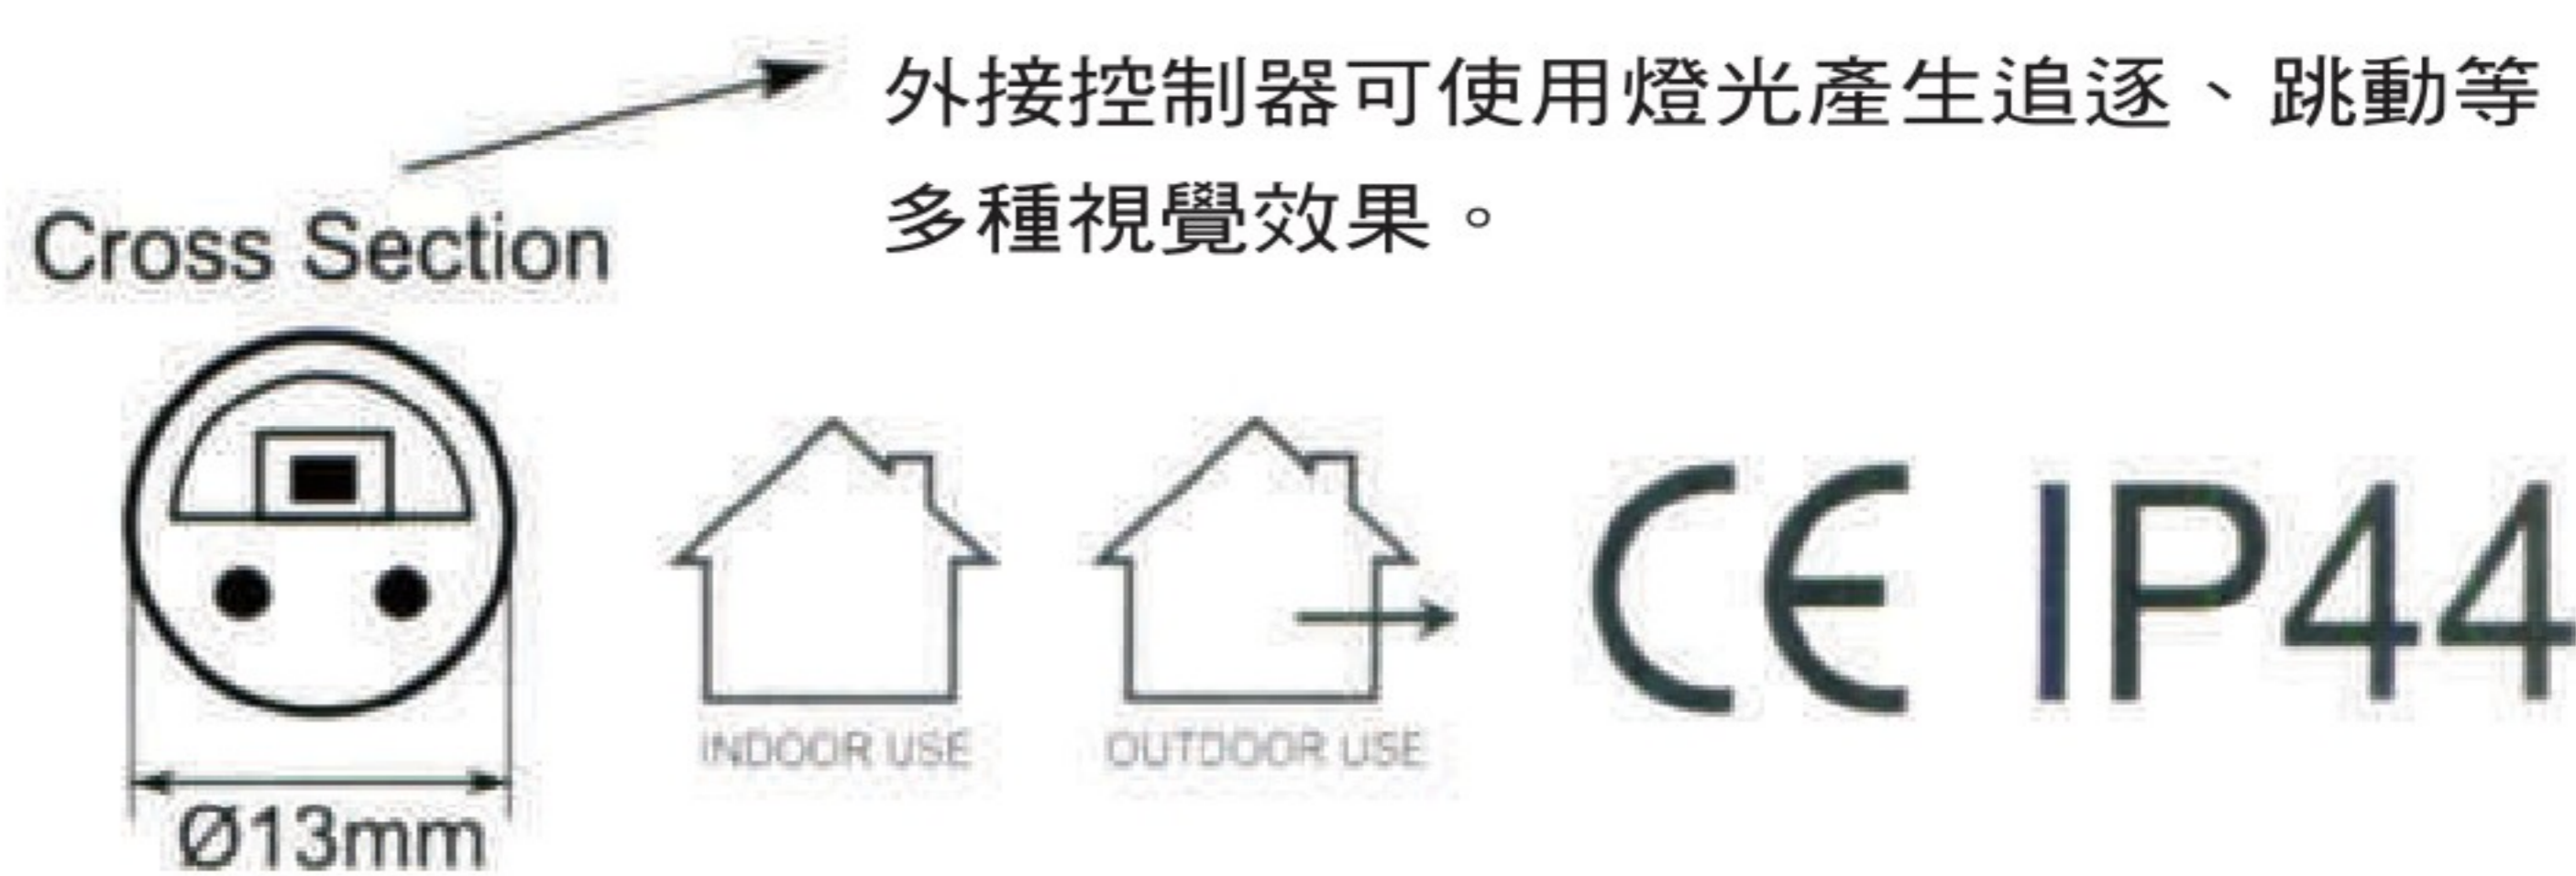 外接控制器可使用燈光產生追逐、跳動等
多種視覺效果。
Cross Section
INDOOR USE
OUTDOOR USE
CE IP44
Ø13mm